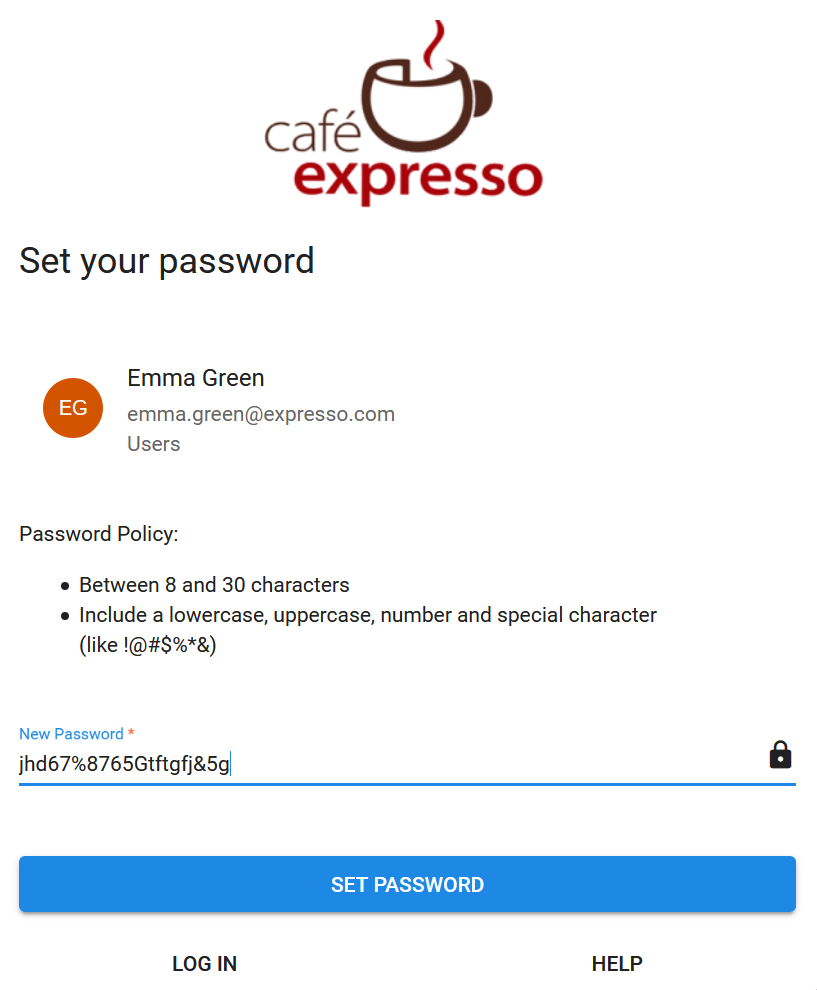 café
expresso
Set your password
EG
Emma Green
emma.green@expresso.com
Users
Password Policy:
Between 8 and 30 characters
Include a lowercase, uppercase, number and special character
(like !@#$%*&)
New Password *
jhd67%8765Gtftgfj&5g
SET PASSWORD
LOG IN
HELP